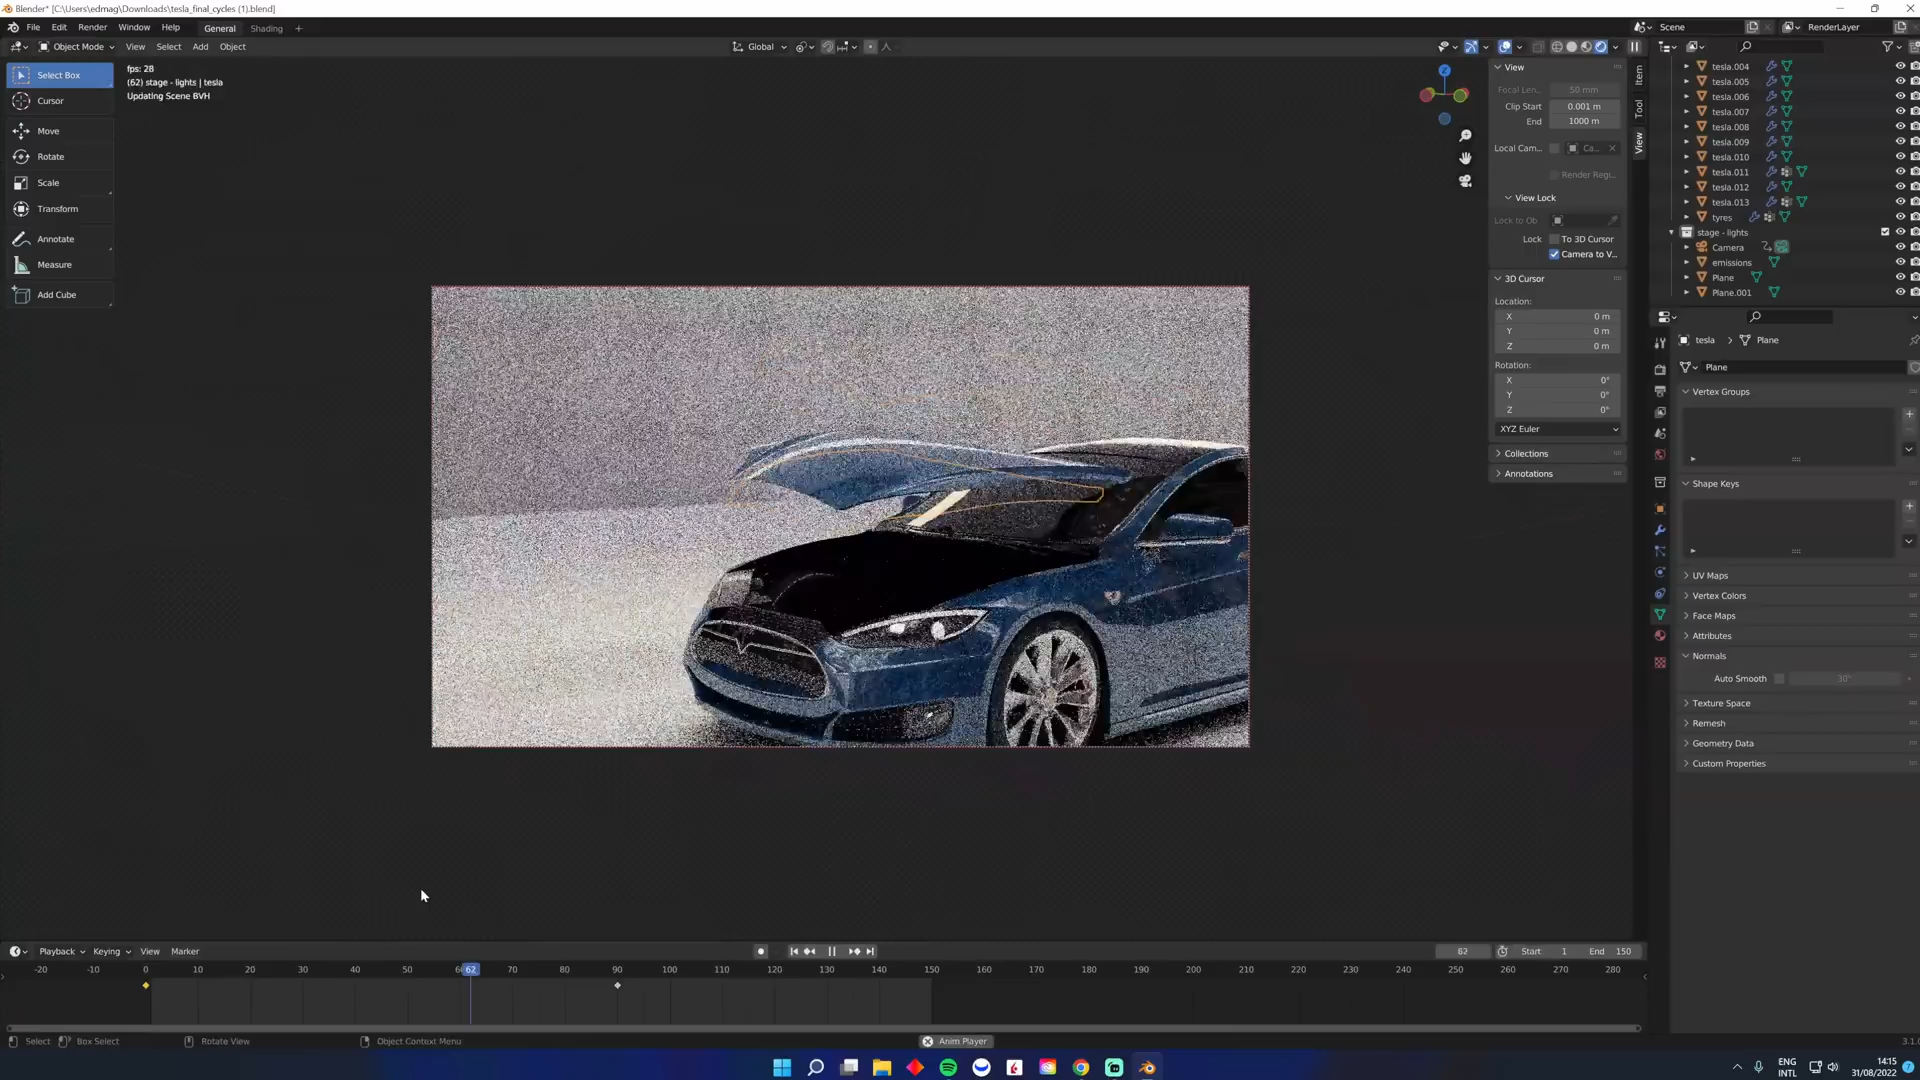 Blender* [C:\Users\edmag\Downloads\tesla_final_cycles (1).blend]
File Edit Render Window Help General Shading + Scene RenderLayer
Object Mode View Select Add Object Global
Select Box
Cursor
Move
Rotate
Scale
Transform
Annotate
Measure
Add Cube
fps: 28
(62) stage - lights | tesla
Updating Scene BVH
Z
View
Focal Len... 50 mm
Clip Start 0.001 m
End 1000 m
Local Cam... Ca...
Render Regi...
View Lock
Lock to Ob
Lock To 3D Cursor
Camera to V...
3D Cursor
Location:
X 0 m
Y 0 m
Z 0 m
Rotation:
X 0°
Y 0°
Z 0°
XYZ Euler
Collections
Annotations
Item
Tool
View
tesla.004
tesla.005
tesla.006
tesla.007
tesla.008
tesla.009
tesla.010
tesla.011
tesla.012
tesla.013
tyres
stage - lights
Camera
emissions
Plane
Plane.001
tesla > Plane
Plane
Vertex Groups
Shape Keys
UV Maps
Vertex Colors
Face Maps
Attributes
Normals
Auto Smooth 30°
Texture Space
Remesh
Geometry Data
Custom Properties
Playback Keying View Marker 62 Start 1 End 150
-20 -10 0 10 20 30 40 50 62 70 80 90 100 110 120 130 140 150 160 170 180 190 200 210 220 230 240 250 260 270 280
Select Box Select Rotate View Object Context Menu Anim Player 3.1.
ENG
INTL
14:15
31/08/2022